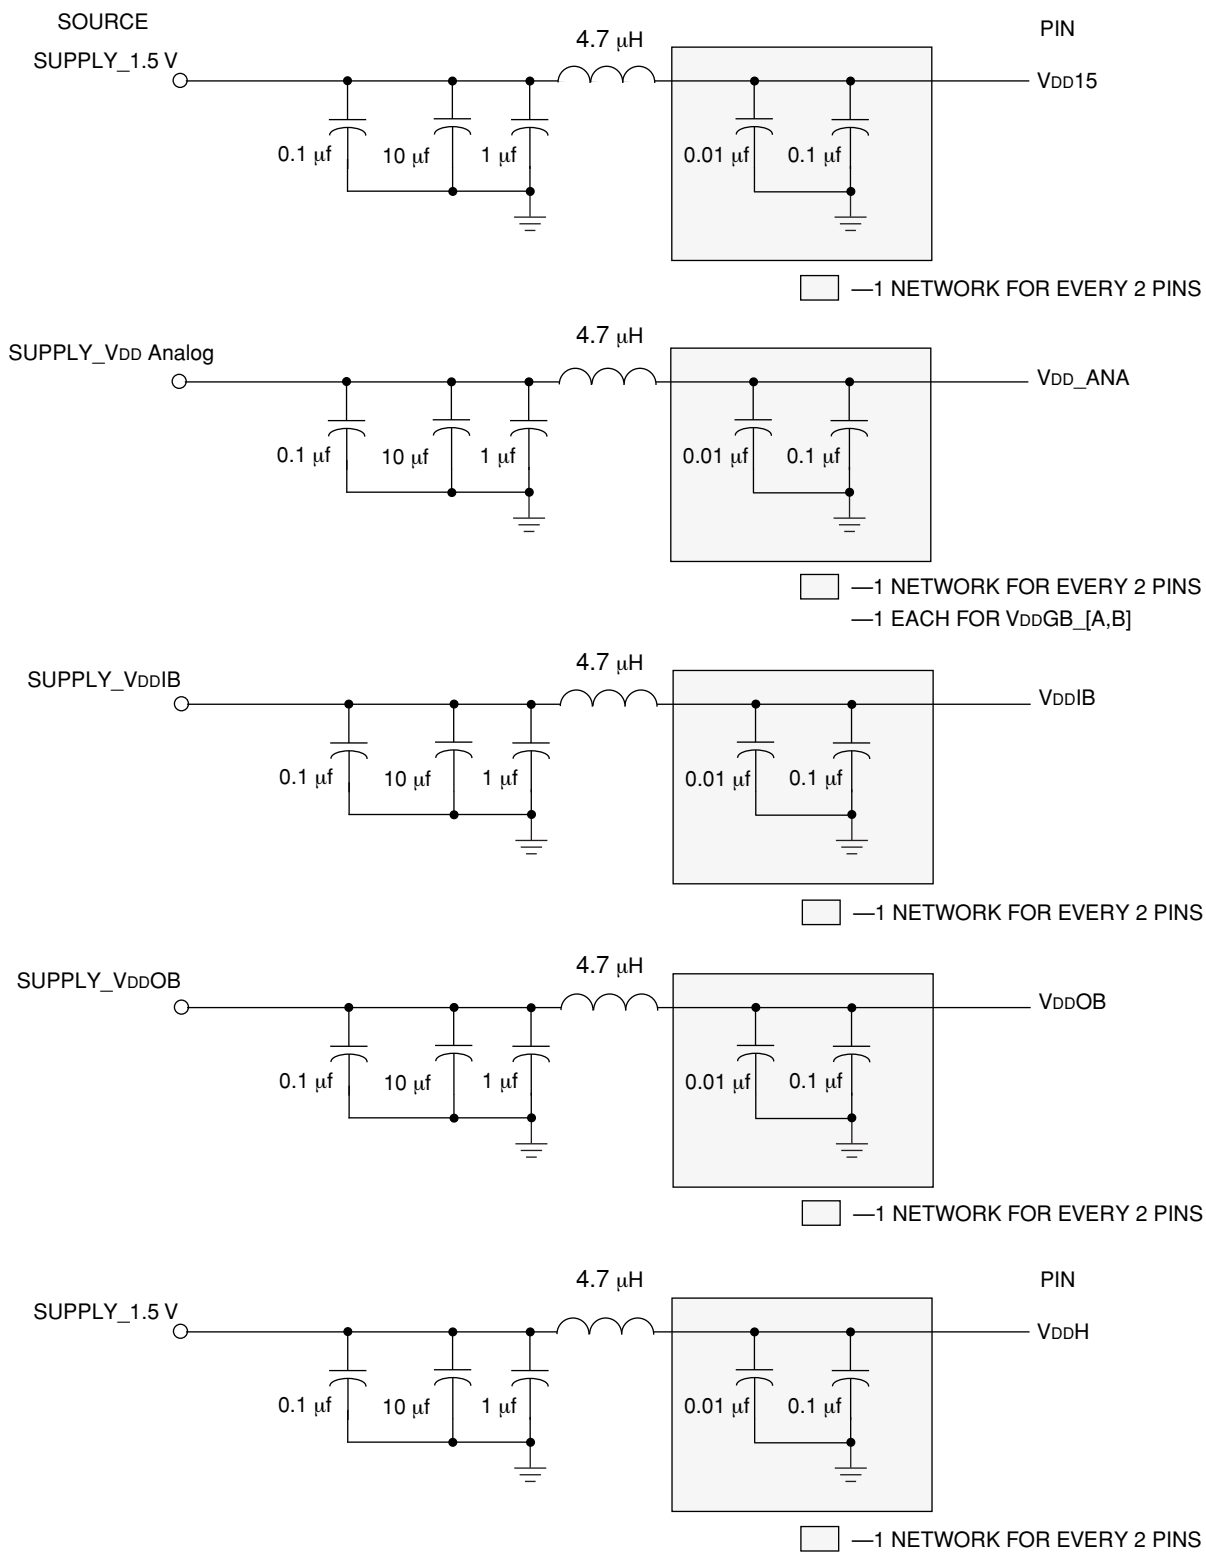 SOURCE
PIN
SUPPLY_1.5 V
4.7 μH
VDD15
0.1 μf
10 μf
1 μf
0.01 μf
0.1 μf
—1 NETWORK FOR EVERY 2 PINS
SUPPLY_VDD Analog
4.7 μH
VDD_ANA
0.1 μf
10 μf
1 μf
0.01 μf
0.1 μf
—1 NETWORK FOR EVERY 2 PINS
—1 EACH FOR VDDGB_[A,B]
SUPPLY_VDDIB
4.7 μH
VDDIB
0.1 μf
10 μf
1 μf
0.01 μf
0.1 μf
—1 NETWORK FOR EVERY 2 PINS
SUPPLY_VDDOB
4.7 μH
VDDOB
0.1 μf
10 μf
1 μf
0.01 μf
0.1 μf
—1 NETWORK FOR EVERY 2 PINS
PIN
SUPPLY_1.5 V
4.7 μH
VDDH
0.1 μf
10 μf
1 μf
0.01 μf
0.1 μf
—1 NETWORK FOR EVERY 2 PINS